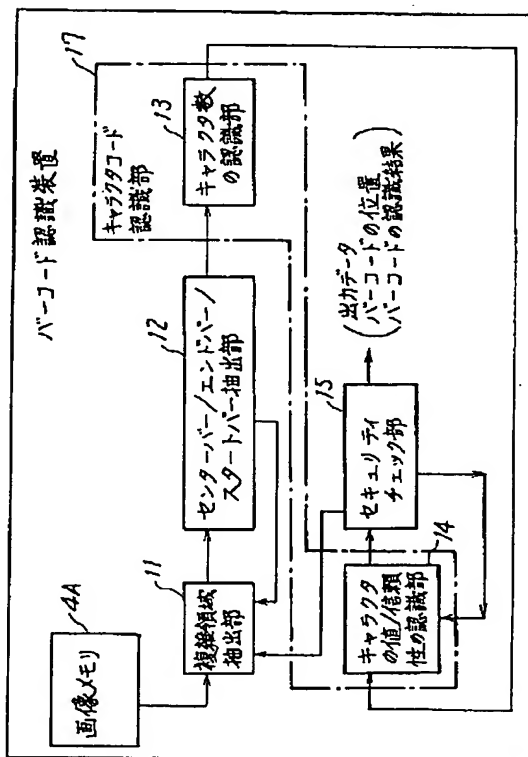 バーコード認識装置
4A
画像メモリ
11
複雑領域
抽出部
12
センターバー/エンドバー/
スタートバー抽出部
17
キャラクタコード
認識部
13
キャラクタ数
の認識部
14
キャラクタ
の値/信頼
性の認識部
15
セキュリティ
チェック部
出力データ
バーコードの位置
バーコードの認識結果